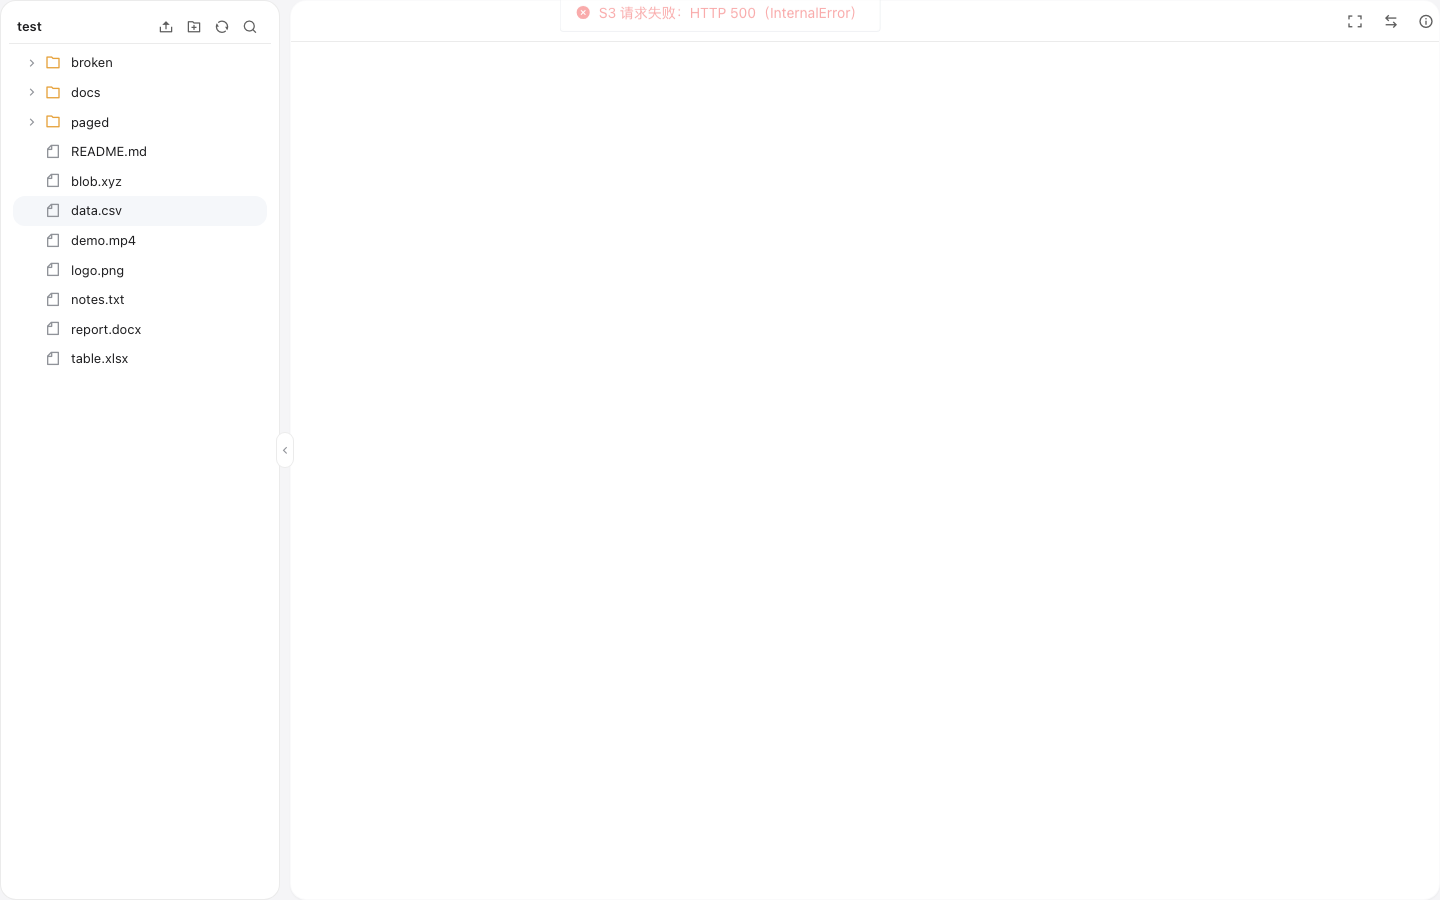 test
S3 请求失败：HTTP 500（InternalError）
broken
docs
paged
README.md
blob.xyz
data.csv
demo.mp4
logo.png
notes.txt
report.docx
table.xlsx